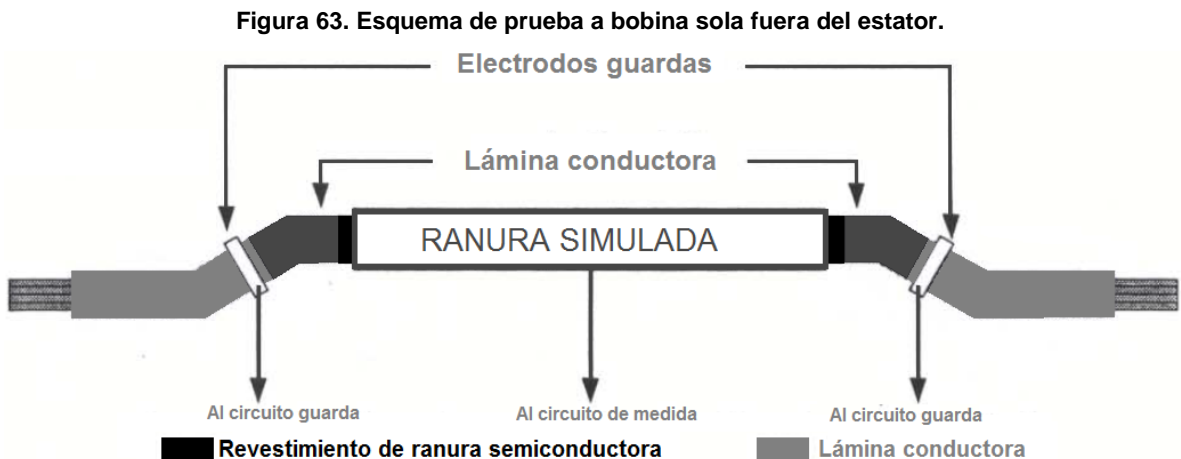 Figura 63. Esquema de prueba a bobina sola fuera del estator.
Electrodos guardas
Lámina conductora
RANURA SIMULADA
Al circuito guarda
Al circuito de medida
Al circuito guarda
Revestimiento de ranura semiconductora
Lámina conductora